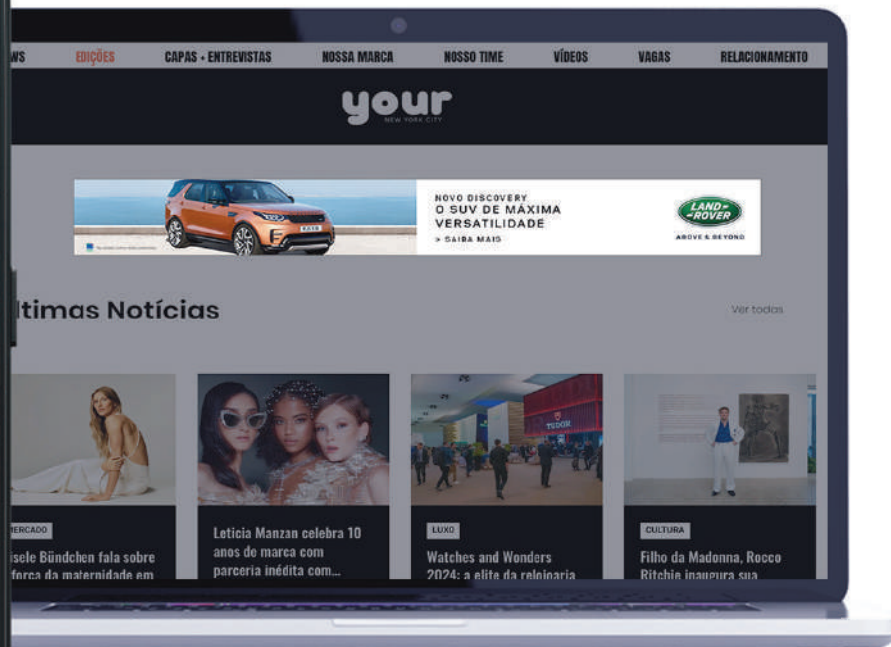 WS EDIÇÕES CAPAS + ENTREVISTAS NOSSA MARCA NOSSO TIME VÍDEOS VAGAS RELACIONAMENTO
your
NEW YORK CITY
NOVO DISCOVERY
O SUV DE MÁXIMA
VERSATILIDADE
> SAIBA MAIS
LAND-
-ROVER
ABOVE & BEYOND
ltimas Notícias
Ver todas
TUDOR
ERCADO
isele Bündchen fala sobre
força da maternidade em
Leticia Manzan celebra 10
anos de marca com
parceria inédita com...
LUXO
Watches and Wonders
2024: a elite da relojoaria
CULTURA
Filho da Madonna, Rocco
Ritchie inaugura sua